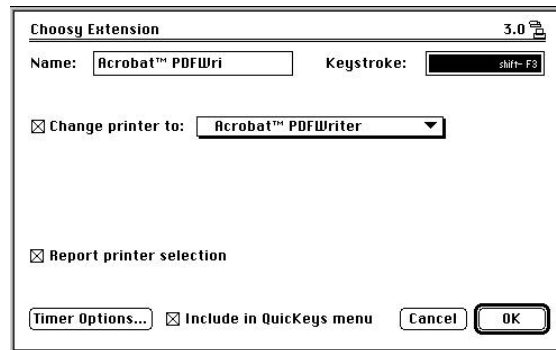 Choosy Extension 3.0
Name: Acrobat™ PDFWri Keystroke: shift- F3
Change printer to: Acrobat™ PDFWriter
Report printer selection
Timer Options... Include in QuicKeys menu Cancel OK